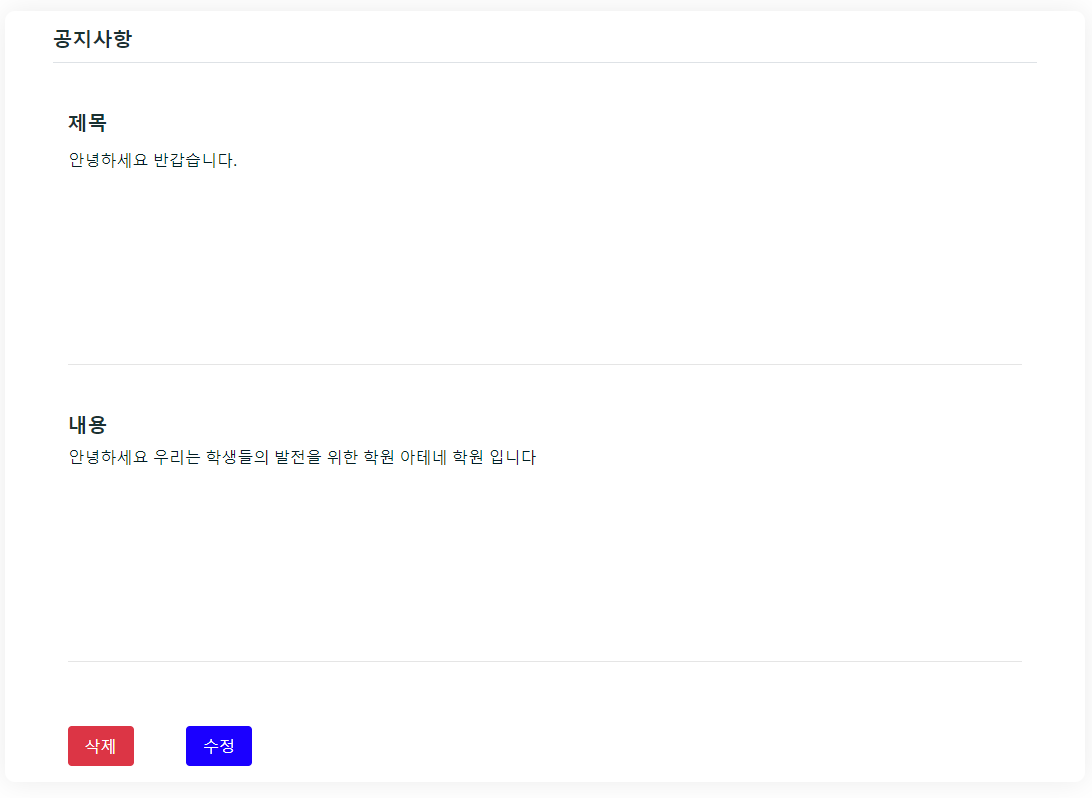 공지사항
제목
안녕하세요 반갑습니다.
내용
안녕하세요 우리는 학생들의 발전을 위한 학원 아테네 학원 입니다
삭제 수정